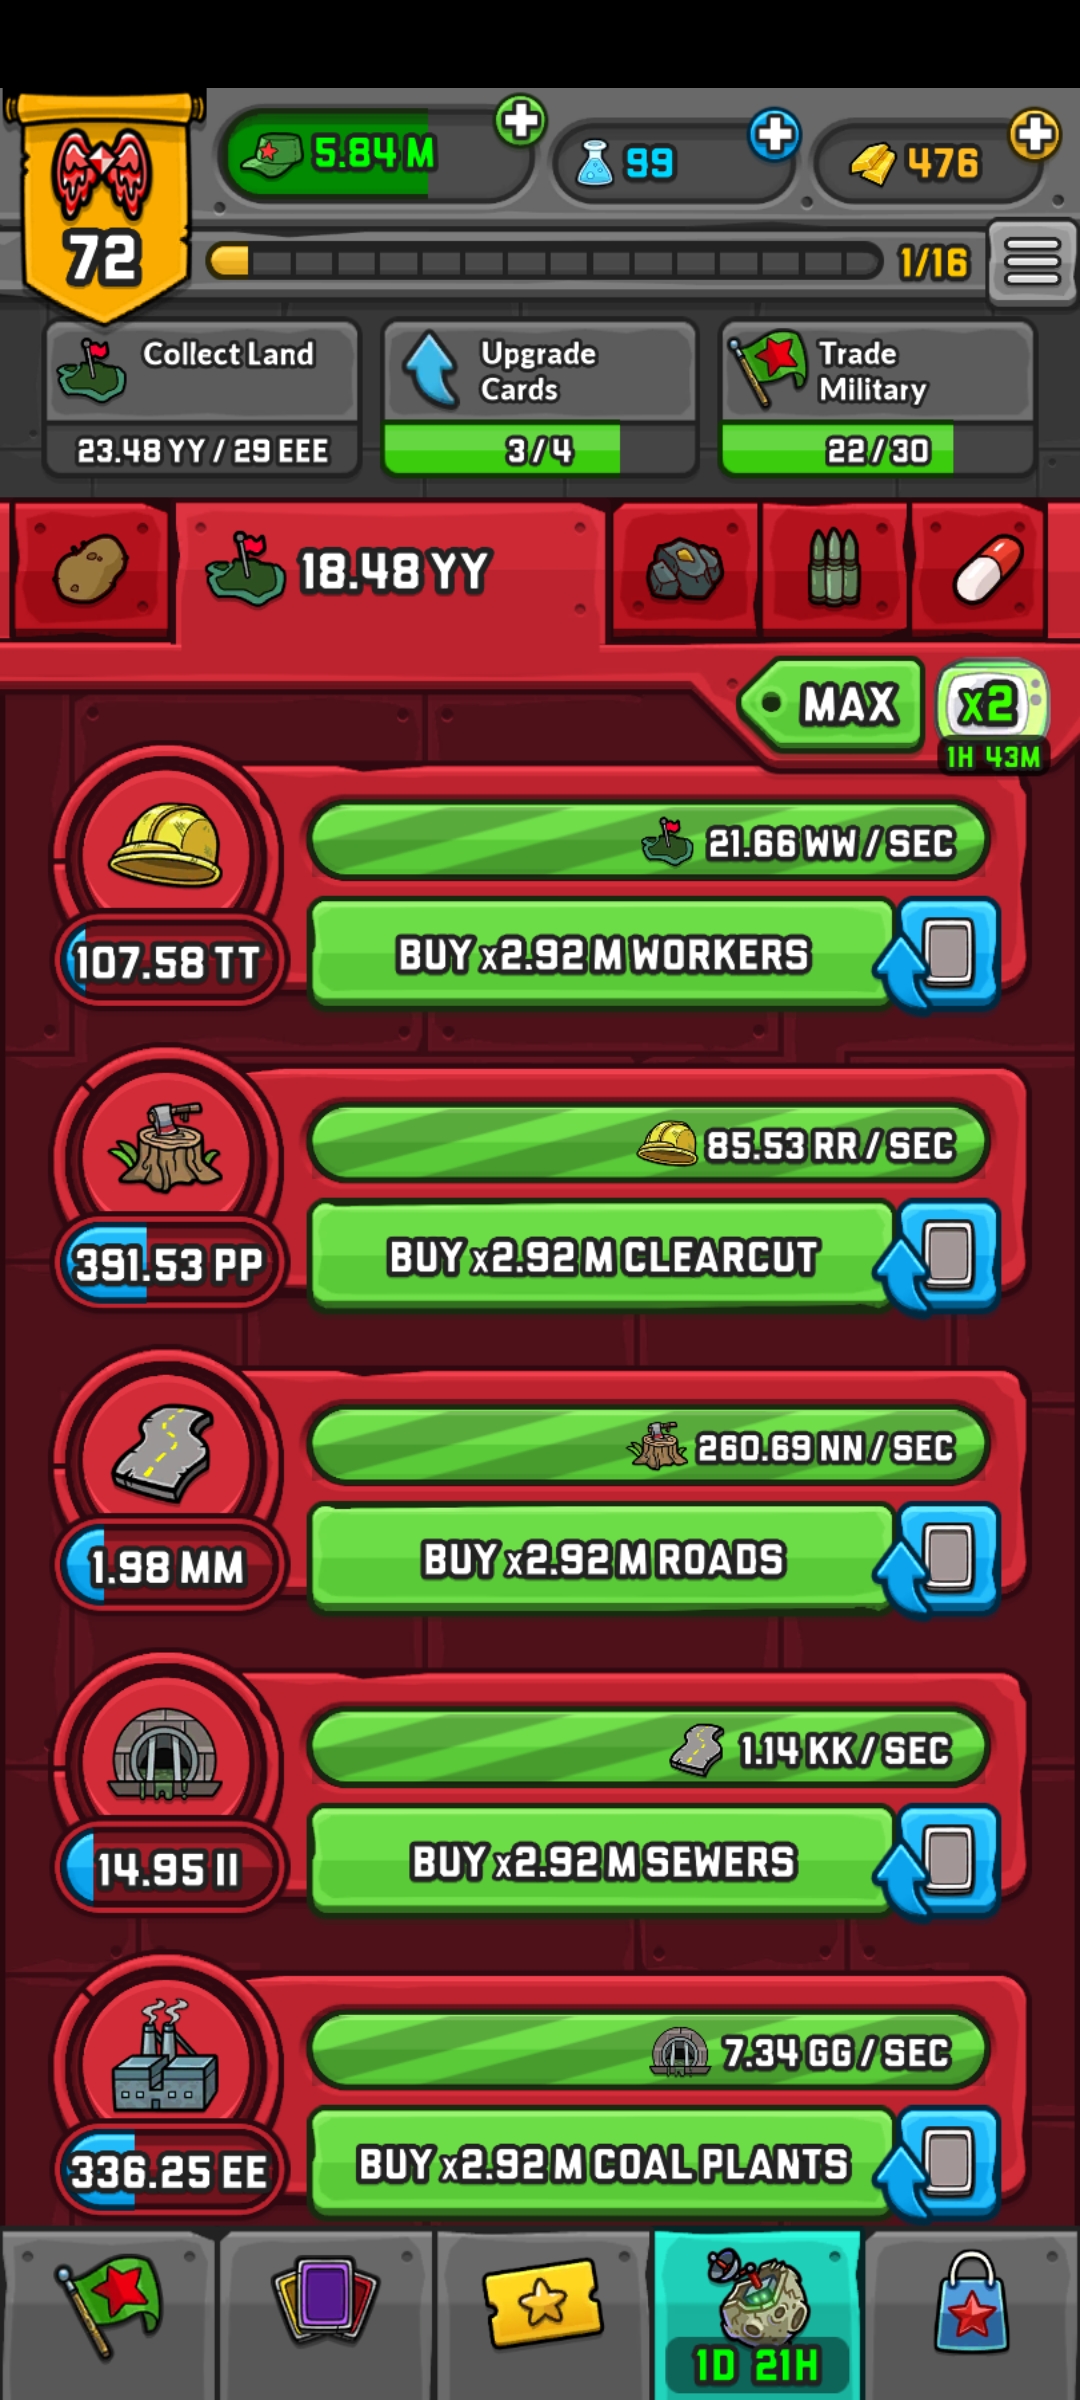 5.84 M
99
476
72
1/16
Collect Land
23.48 YY / 29 EEE
Upgrade
Cards
3/4
Trade
Military
22/30
18.48 YY
MAX
x2
1H 43M
21.66 WW / SEC
107.58 TT
BUY x2.92 M WORKERS
85.53 RR / SEC
391.53 PP
BUY x2.92 M CLEARCUT
260.69 NN / SEC
1.98 MM
BUY x2.92 M ROADS
1.14 KK / SEC
14.95 II
BUY x2.92 M SEWERS
7.34 GG / SEC
336.25 EE
BUY x2.92 M COAL PLANTS
1D 21H